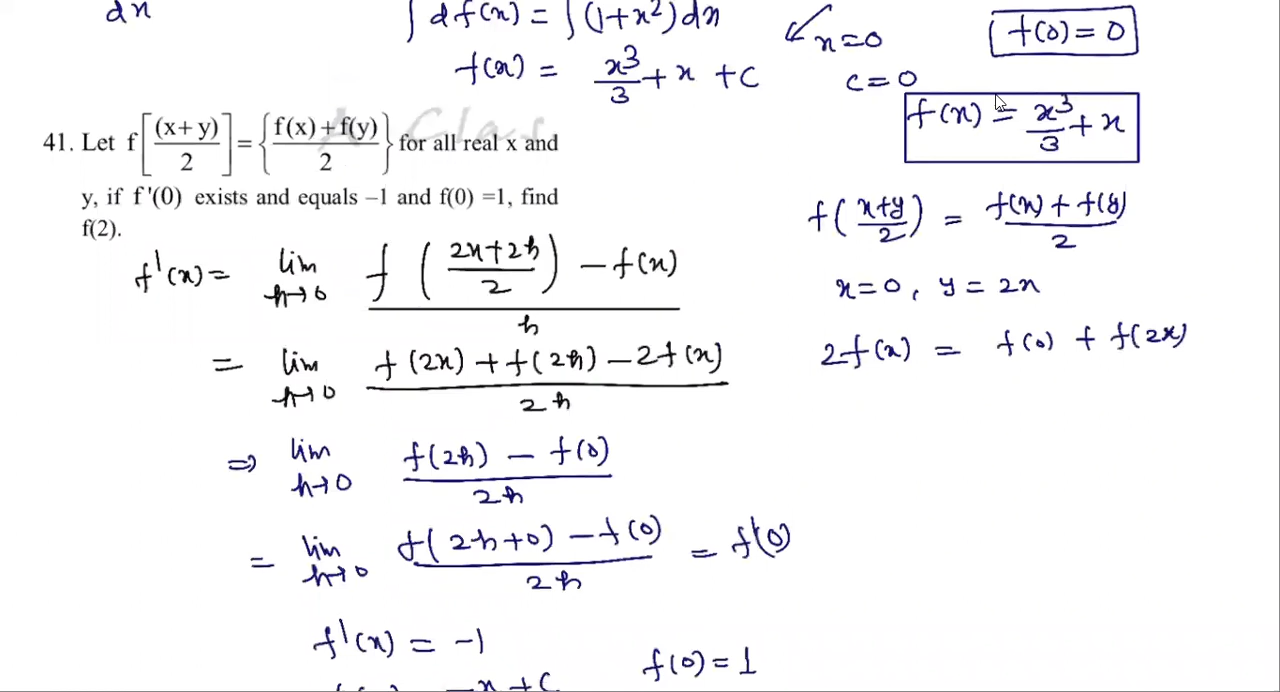 dx
∫ d f(x) = ∫ (1+x²) dx
x=0
f(0) = 0
f(x) = x³/3 + x + C
C=0
f(x) = x³/3 + x
A Clas
41. Let f[(x+y)/2] = {f(x)+f(y)/2} for all real x and
y, if f '(0) exists and equals –1 and f(0) =1, find
f(2).
f'(x) = lim h→0 (f((2x+2h)/2) – f(x))/h
= lim h→0 (f(2x) + f(2h) – 2f(x))/2h
⇒ lim h→0 (f(2h) – f(0))/2h
= lim h→0 (f(2h+0) – f(0))/2h = f'(0)
f'(x) = –1
f(0) = 1
–x + C
f((x+y)/2) = (f(x) + f(y))/2
x=0, y = 2x
2f(x) = f(0) + f(2x)